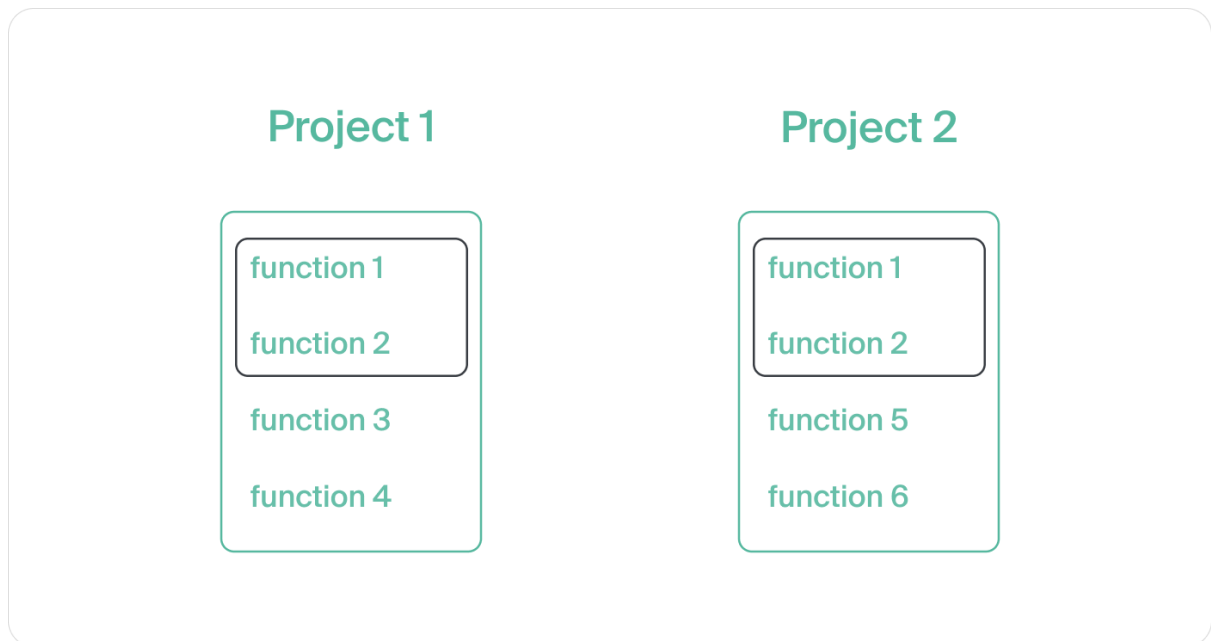 Project 1
function 1
function 2
function 3
function 4
Project 2
function 1
function 2
function 5
function 6